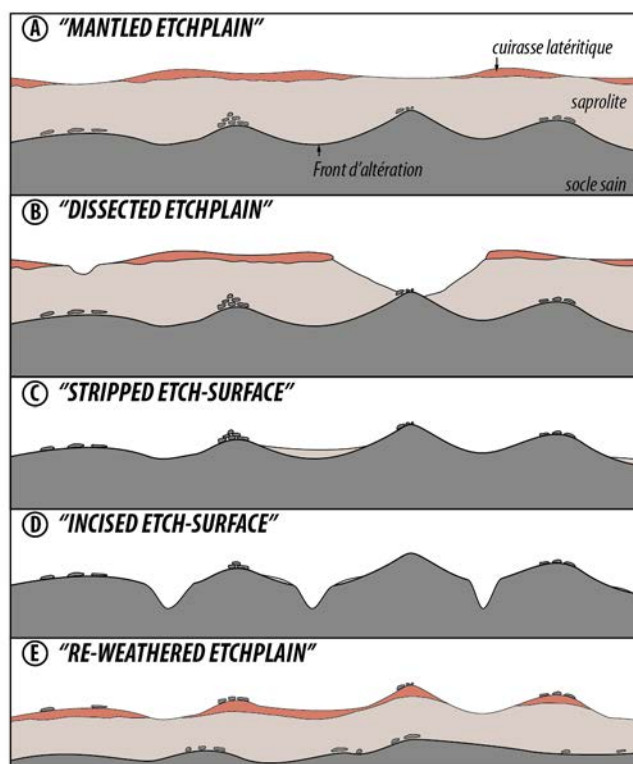 Ⓐ "MANTLED ETCHPLAIN"
cuirasse latéritique
saprolite
Front d'altération
socle sain
Ⓑ "DISSECTED ETCHPLAIN"
Ⓒ "STRIPPED ETCH-SURFACE"
Ⓓ "INCISED ETCH-SURFACE"
Ⓔ "RE-WEATHERED ETCHPLAIN"